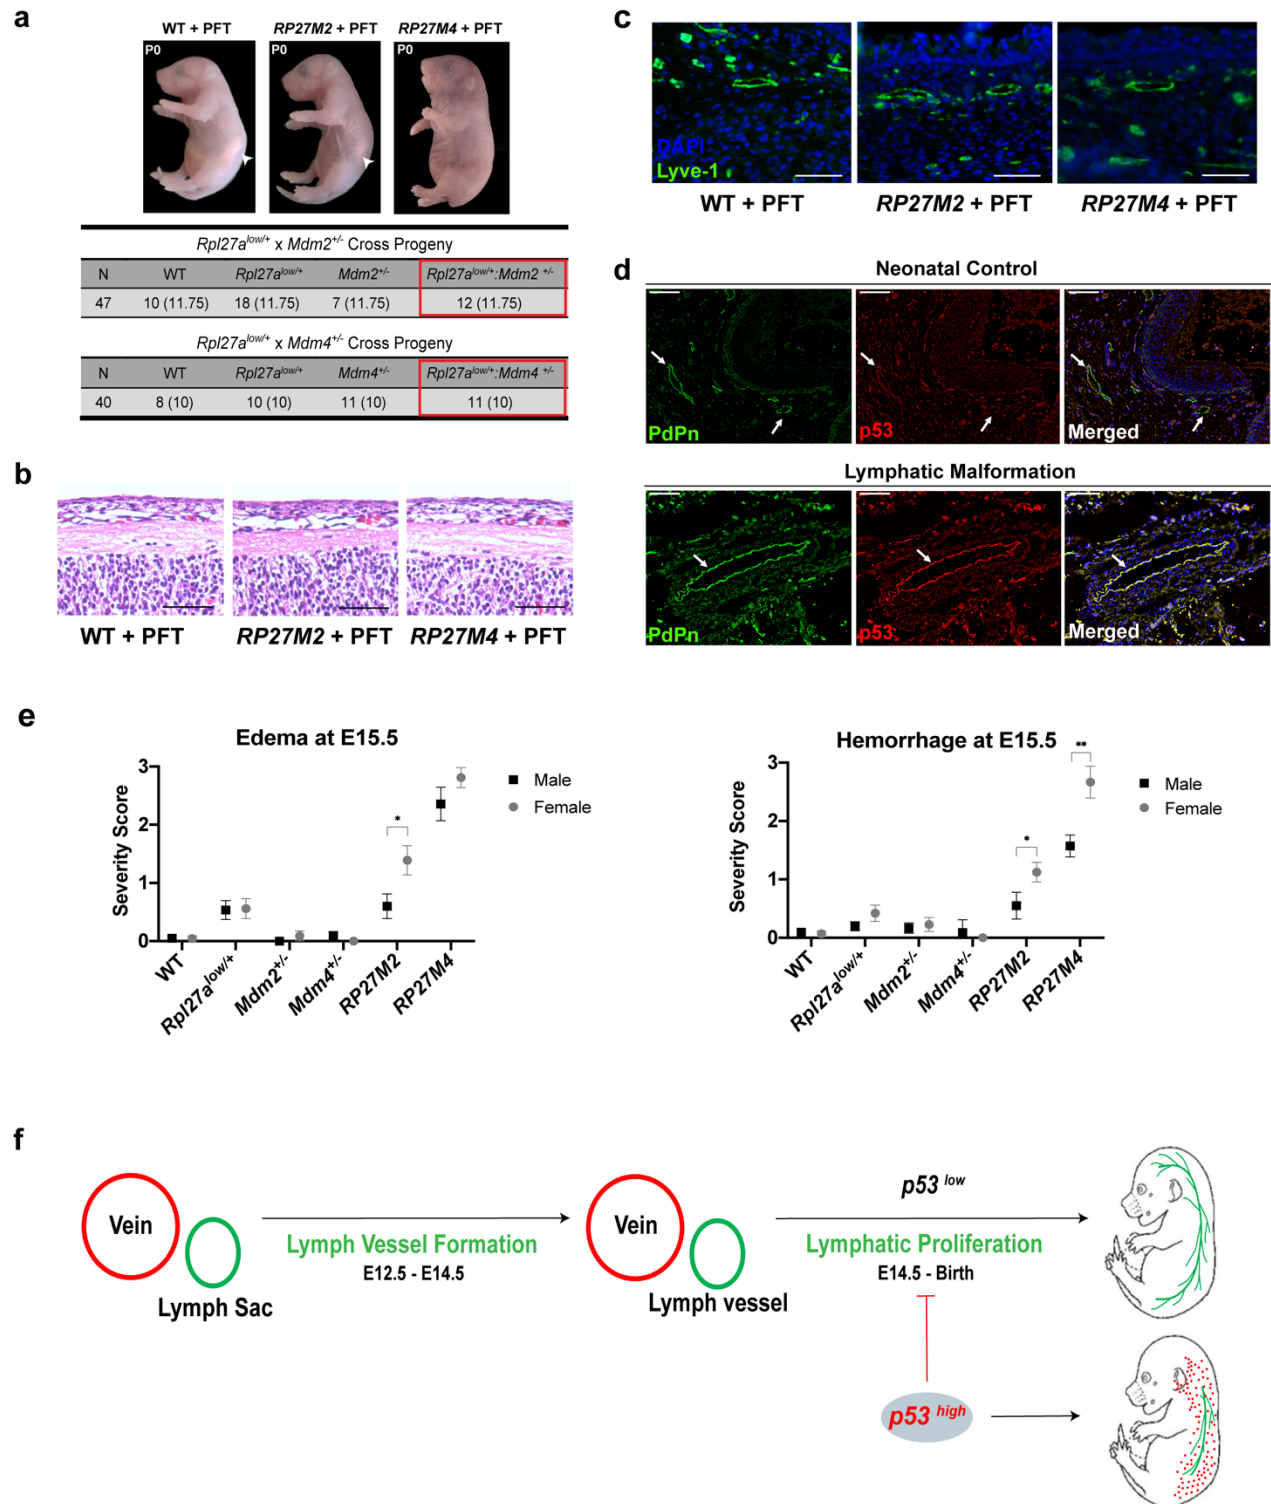 a
WT + PFT RP27M2 + PFT RP27M4 + PFT
P0 P0 P0
Rpl27a^low/+ x Mdm2^+/- Cross Progeny
N WT Rpl27a^low/+ Mdm2^+/- Rpl27a^low/+:Mdm2 ^+/-
47 10 (11.75) 18 (11.75) 7 (11.75) 12 (11.75)
Rpl27a^low/+ x Mdm4^+/- Cross Progeny
N WT Rpl27a^low/+ Mdm4^+/- Rpl27a^low/+:Mdm4 ^+/-
40 8 (10) 10 (10) 11 (10) 11 (10)
b
WT + PFT RP27M2 + PFT RP27M4 + PFT
c
DAPI
Lyve-1
WT + PFT RP27M2 + PFT RP27M4 + PFT
d
Neonatal Control
PdPn p53 Merged
Lymphatic Malformation
PdPn p53 Merged
e
Edema at E15.5
Severity Score
3
2
1
0
*
Male
Female
WT Rpl27a^low/+ Mdm2^+/- Mdm4^+/- RP27M2 RP27M4
Hemorrhage at E15.5
Severity Score
3
2
1
0
*
**
Male
Female
WT Rpl27a^low/+ Mdm2^+/- Mdm4^+/- RP27M2 RP27M4
f
Vein
Lymph Sac
Lymph Vessel Formation
E12.5 - E14.5
Vein
Lymph vessel
p53 ^low
Lymphatic Proliferation
E14.5 - Birth
p53 ^high